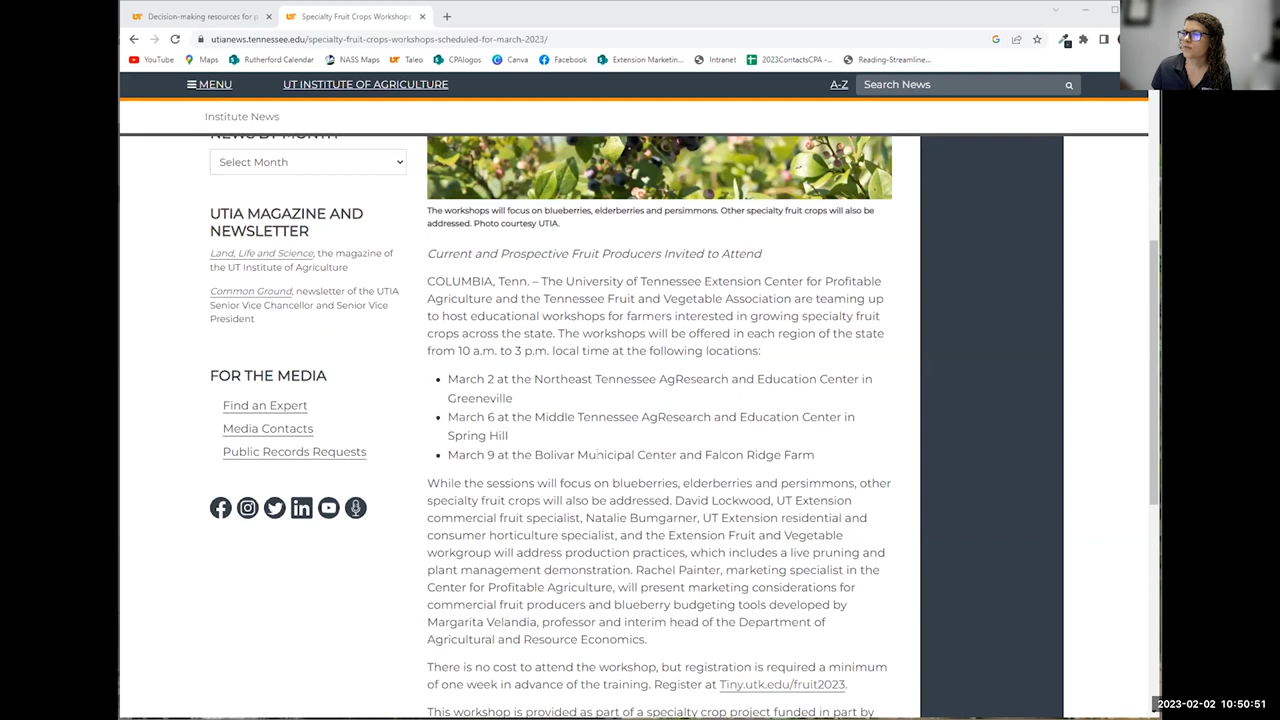 Decision-making resources for p
Specialty Fruit Crops Workshops
utianews.tennessee.edu/specialty-fruit-crops-workshops-scheduled-for-march-2023/
YouTube Maps Rutherford Calendar NASS Maps Taleo CPAlogos Canva Facebook Extension Marketin... Intranet 2023ContactsCPA -... Reading-Streamline...
MENU UT INSTITUTE OF AGRICULTURE A-Z Search News
Institute News
NEWS BY MONTH
Select Month
UTIA MAGAZINE AND
NEWSLETTER
Land, Life and Science, the magazine of
the UT Institute of Agriculture
Common Ground, newsletter of the UTIA
Senior Vice Chancellor and Senior Vice
President
FOR THE MEDIA
Find an Expert
Media Contacts
Public Records Requests
The workshops will focus on blueberries, elderberries and persimmons. Other specialty fruit crops will also be
addressed. Photo courtesy UTIA.
Current and Prospective Fruit Producers Invited to Attend
COLUMBIA, Tenn. – The University of Tennessee Extension Center for Profitable
Agriculture and the Tennessee Fruit and Vegetable Association are teaming up
to host educational workshops for farmers interested in growing specialty fruit
crops across the state. The workshops will be offered in each region of the state
from 10 a.m. to 3 p.m. local time at the following locations:
• March 2 at the Northeast Tennessee AgResearch and Education Center in
Greeneville
• March 6 at the Middle Tennessee AgResearch and Education Center in
Spring Hill
• March 9 at the Bolivar Municipal Center and Falcon Ridge Farm
While the sessions will focus on blueberries, elderberries and persimmons, other
specialty fruit crops will also be addressed. David Lockwood, UT Extension
commercial fruit specialist, Natalie Bumgarner, UT Extension residential and
consumer horticulture specialist, and the Extension Fruit and Vegetable
workgroup will address production practices, which includes a live pruning and
plant management demonstration. Rachel Painter, marketing specialist in the
Center for Profitable Agriculture, will present marketing considerations for
commercial fruit producers and blueberry budgeting tools developed by
Margarita Velandia, professor and interim head of the Department of
Agricultural and Resource Economics.
There is no cost to attend the workshop, but registration is required a minimum
of one week in advance of the training. Register at Tiny.utk.edu/fruit2023.
This workshop is provided as part of a specialty crop project funded in part by
2023-02-02 10:50:51